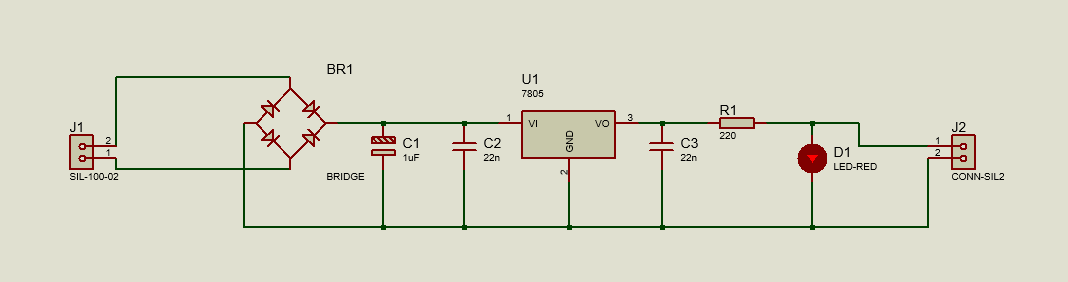 J1
2
1
SIL-100-02
BR1
BRIDGE
C1
1uF
C2
22n
U1
7805
1
VI
VO
3
GND
2
C3
22n
R1
220
D1
LED-RED
J2
1
2
CONN-SIL2